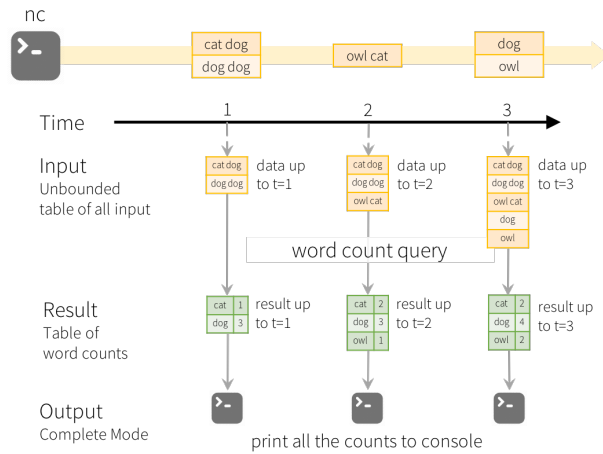 nc
>_
cat dog
dog dog
owl cat
dog
owl
Time
1
2
3
Input
Unbounded
table of all input
cat dog
dog dog
data up
to t=1
cat dog
dog dog
owl cat
data up
to t=2
cat dog
dog dog
owl cat
dog
owl
data up
to t=3
word count query
Result
Table of
word counts
cat 1
dog 3
result up
to t=1
cat 2
dog 3
owl 1
result up
to t=2
cat 2
dog 4
owl 2
result up
to t=3
Output
Complete Mode
>_
>_
>_
print all the counts to console